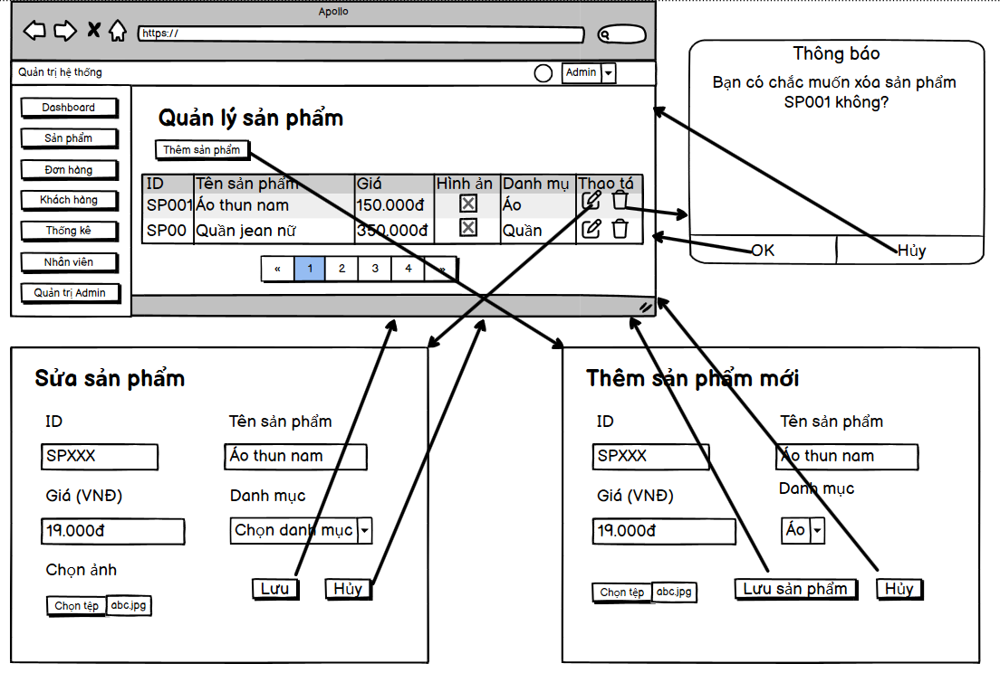 Apollo
https://
Quản trị hệ thống
Admin
Dashboard
Sản phẩm
Đơn hàng
Khách hàng
Thống kê
Nhân viên
Quản trị Admin
Quản lý sản phẩm
Thêm sản phẩm
ID Tên sản phẩm Giá Hình ản Danh mụ Thao tá
SP001 Áo thun nam 150.000đ Áo
SP00 Quần jean nữ 350.000đ Quần
« 1 2 3 4 »
Thông báo
Bạn có chắc muốn xóa sản phẩm
SP001 không?
OK Hủy
Sửa sản phẩm
ID Tên sản phẩm
SPXXX Áo thun nam
Giá (VNĐ) Danh mục
19.000đ Chọn danh mục
Chọn ảnh
Chọn tệp abc.jpg
Lưu Hủy
Thêm sản phẩm mới
ID Tên sản phẩm
SPXXX Áo thun nam
Giá (VNĐ) Danh mục
19.000đ Áo
Chọn tệp abc.jpg
Lưu sản phẩm Hủy